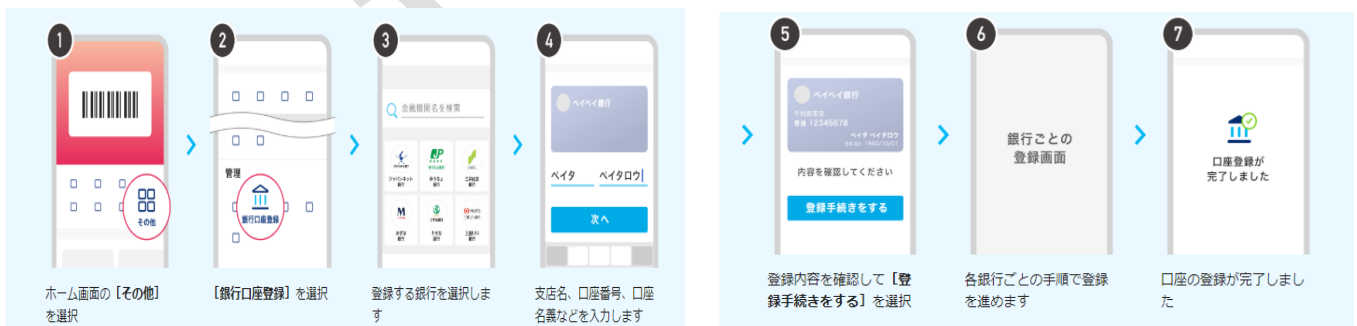 1
その他
ホーム画面の［その他］
を選択
2
管理
銀行口座登録
［銀行口座登録］を選択
3
金融機関名を検索
ジャパンネット
銀行
ゆうちょ
銀行
三井住友
銀行
みずほ
銀行
りそな
銀行
三菱UFJ
銀行
登録する銀行を選択しま
す
4
ペイペイ銀行
ペイタ ペイタロウ
次へ
支店名、口座番号、口座
名義などを入力します
5
ペイペイ銀行
千代田支店
普通 12345678
ペイタ ペイタロウ
生年月日 1990/10/01
内容を確認してください
登録手続きをする
登録内容を確認して［登
録手続きをする］を選択
6
銀行ごとの
登録画面
各銀行ごとの手順で登録
を進めます
7
口座登録が
完了しました
口座の登録が完了しまし
た